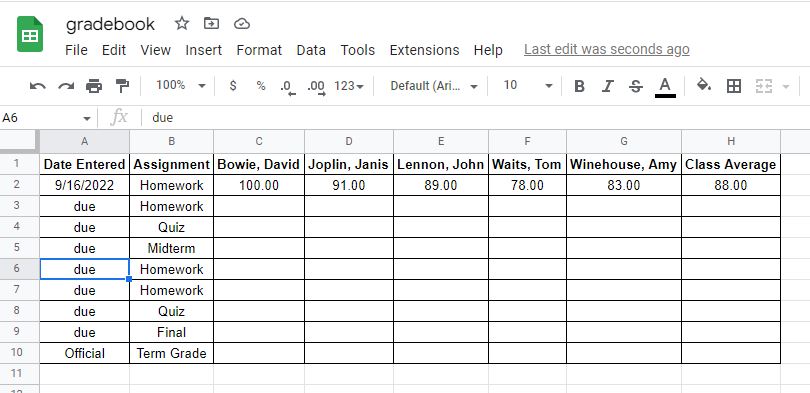 gradebook
File Edit View Insert Format Data Tools Extensions Help Last edit was seconds ago
100% $ % .0 .00 123 Default (Ari... 10 B I S A
A6 fx due
A B C D E F G H
1 Date Entered Assignment Bowie, David Joplin, Janis Lennon, John Waits, Tom Winehouse, Amy Class Average
2 9/16/2022 Homework 100.00 91.00 89.00 78.00 83.00 88.00
3 due Homework
4 due Quiz
5 due Midterm
6 due Homework
7 due Homework
8 due Quiz
9 due Final
10 Official Term Grade
11